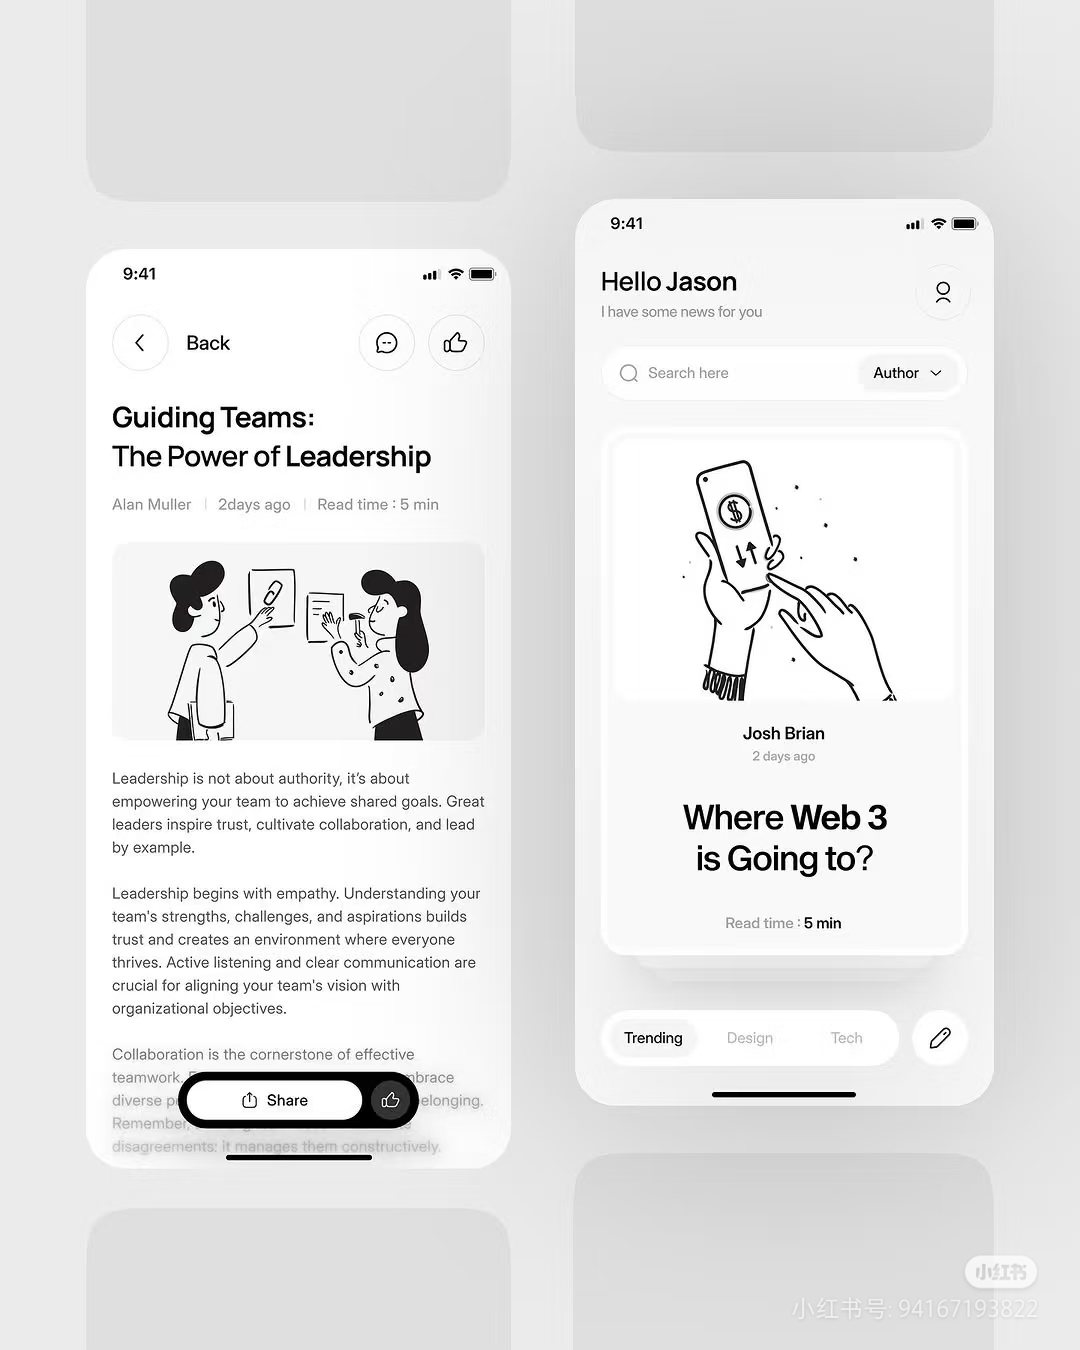 9:41
Back
Guiding Teams:
The Power of Leadership
Alan Muller | 2days ago | Read time : 5 min
Leadership is not about authority, it’s about
empowering your team to achieve shared goals. Great
leaders inspire trust, cultivate collaboration, and lead
by example.
Leadership begins with empathy. Understanding your
team's strengths, challenges, and aspirations builds
trust and creates an environment where everyone
thrives. Active listening and clear communication are
crucial for aligning your team's vision with
organizational objectives.
Collaboration is the cornerstone of effective
teamwork.
diverse
Remember,
disagreements: it manages them constructively.
Share
9:41
Hello Jason
I have some news for you
Search here
Author
$
Josh Brian
2 days ago
Where Web 3
is Going to?
Read time : 5 min
Trending
Design
Tech
小红书
小红书号: 94167193822